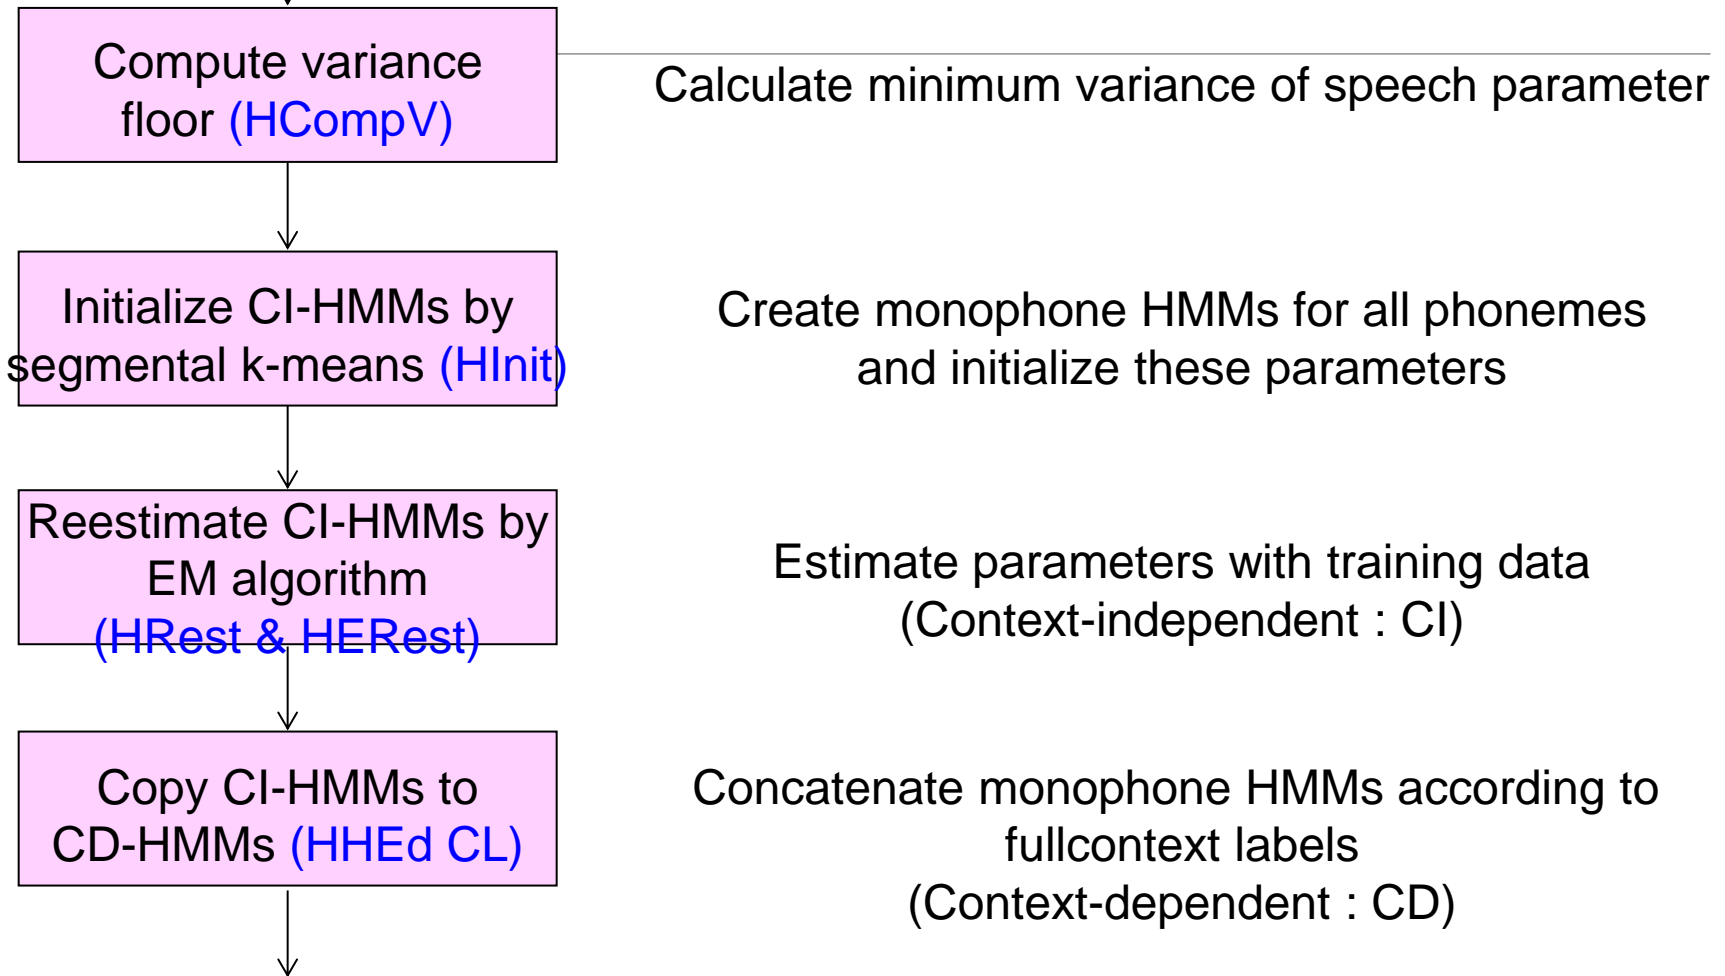 Compute variance
floor (HCompV)
Calculate minimum variance of speech parameter
Initialize CI-HMMs by
segmental k-means (HInit)
Create monophone HMMs for all phonemes
and initialize these parameters
Reestimate CI-HMMs by
EM algorithm
(HRest & HERest)
Estimate parameters with training data
(Context-independent : CI)
Copy CI-HMMs to
CD-HMMs (HHEd CL)
Concatenate monophone HMMs according to
fullcontext labels
(Context-dependent : CD)